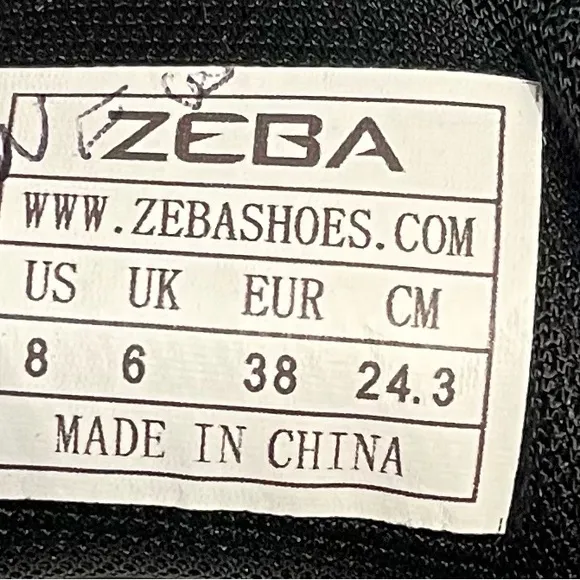 ZEBA
WWW.ZEBASHOES.COM
US UK EUR CM
8 6 38 24.3
MADE IN CHINA